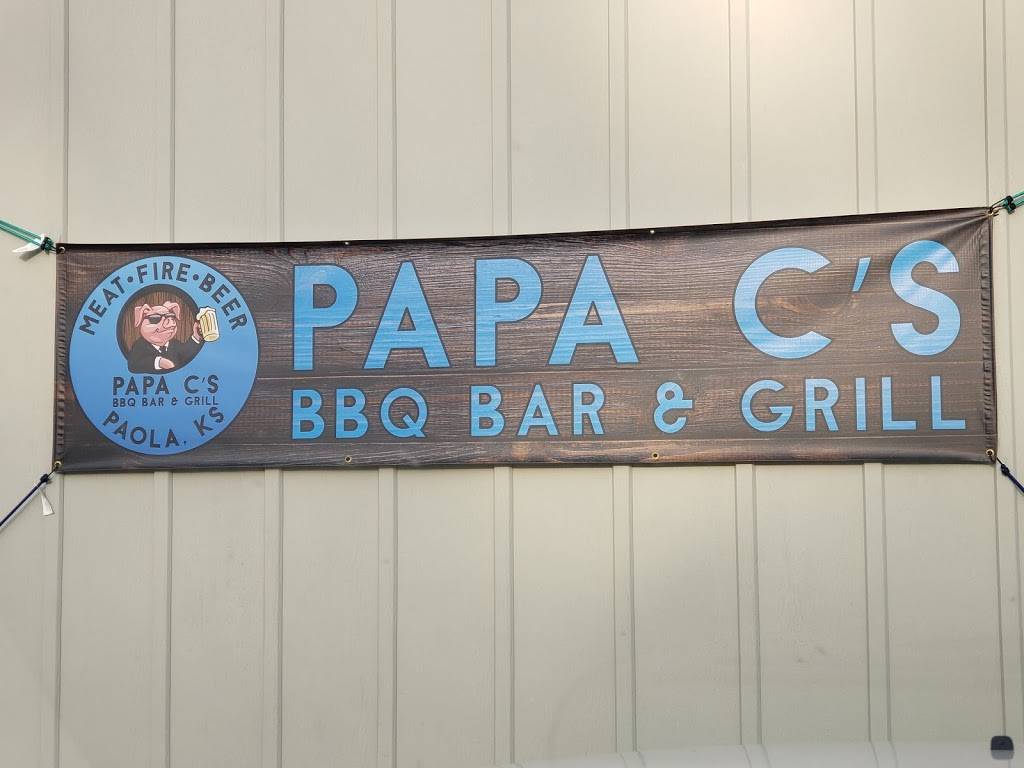 MEAT • FIRE • BEER
PAPA C'S
BBQ BAR & GRILL
PAOLA, KS
PAPA C'S
BBQ BAR & GRILL